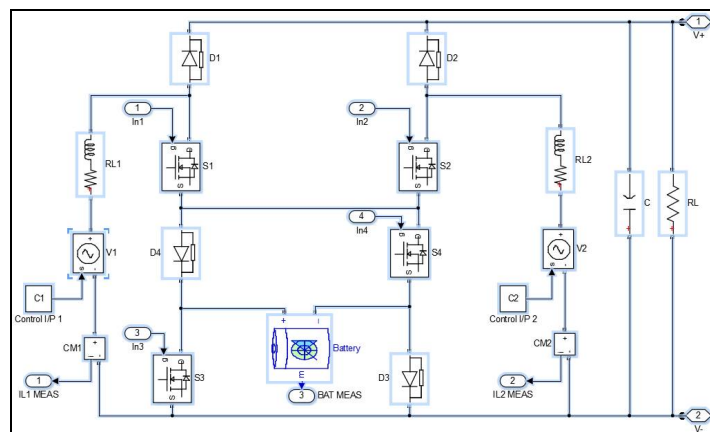 1
V+
D1
D2
1
In1
2
In2
RL1
S1
S2
RL2
C
RL
4
In4
D4
S4
V1
V2
C1
Control I/P 1
C2
Control I/P 2
Battery
3
In3
CM1
CM2
S3
m
D3
1
IL1 MEAS
3
BAT MEAS
2
IL2 MEAS
2
V-